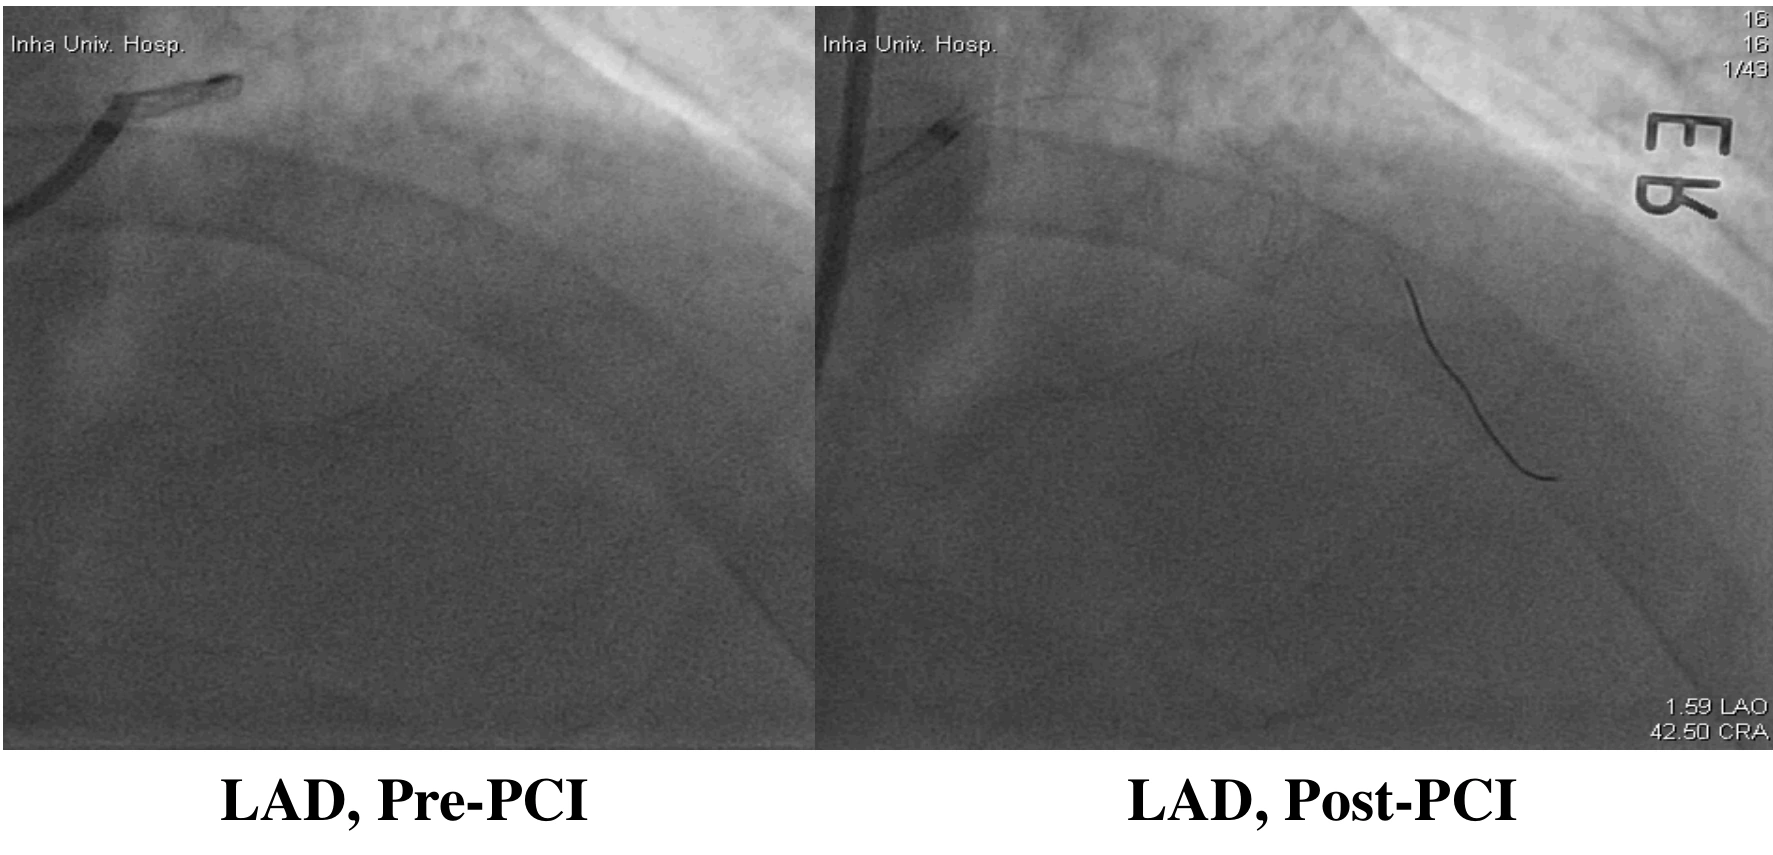 Inha Univ. Hosp.
Inha Univ. Hosp.
16
16
1/43
E
R
1.59 LAO
42.50 CRA
LAD, Pre-PCI
LAD, Post-PCI